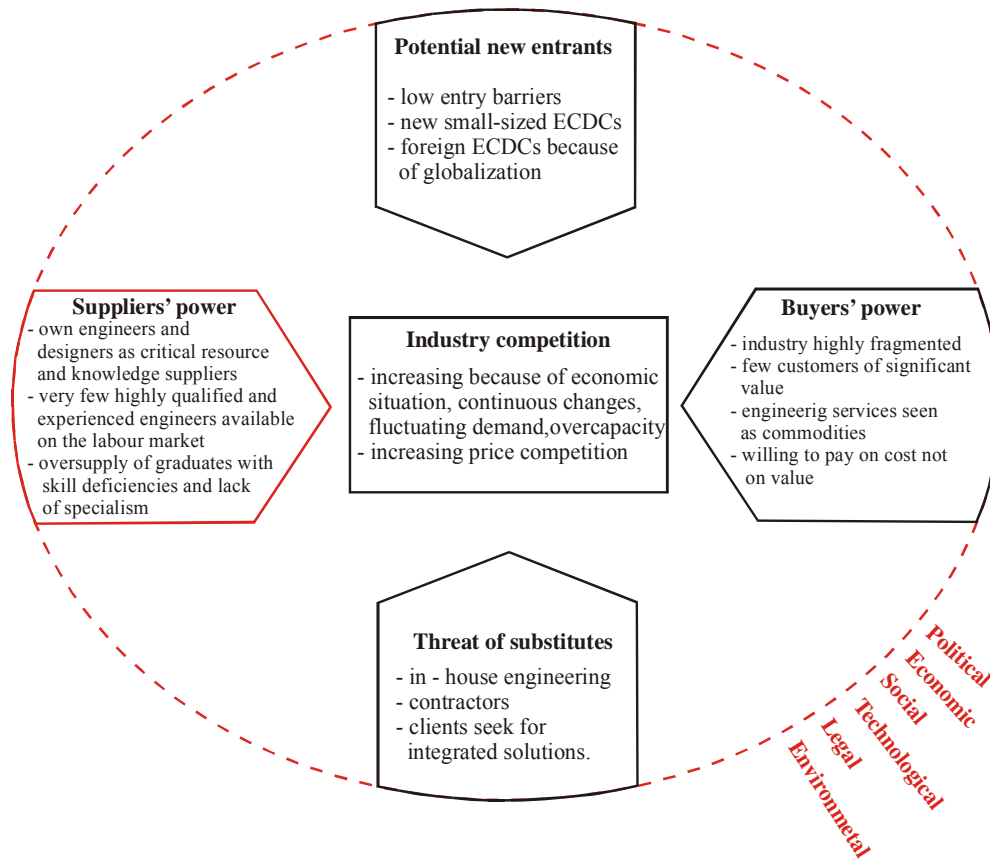 Potential new entrants
- low entry barriers
- new small-sized ECDCs
- foreign ECDCs because
of globalization
Suppliers’ power
- own engineers and
designers as critical resource
and knowledge suppliers
- very few highly qualified and
experienced engineers available
on the labour market
- oversupply of graduates with
skill deficiencies and lack
of specialism
Industry competition
- increasing because of economic
situation, continuous changes,
fluctuating demand,overcapacity
- increasing price competition
Buyers’ power
- industry highly fragmented
- few customers of significant
value
- engineerig services seen
as commodities
- willing to pay on cost not
on value
Threat of substitutes
- in - house engineering
- contractors
- clients seek for
integrated solutions.
Political
Economic
Social
Technological
Legal
Environmetal